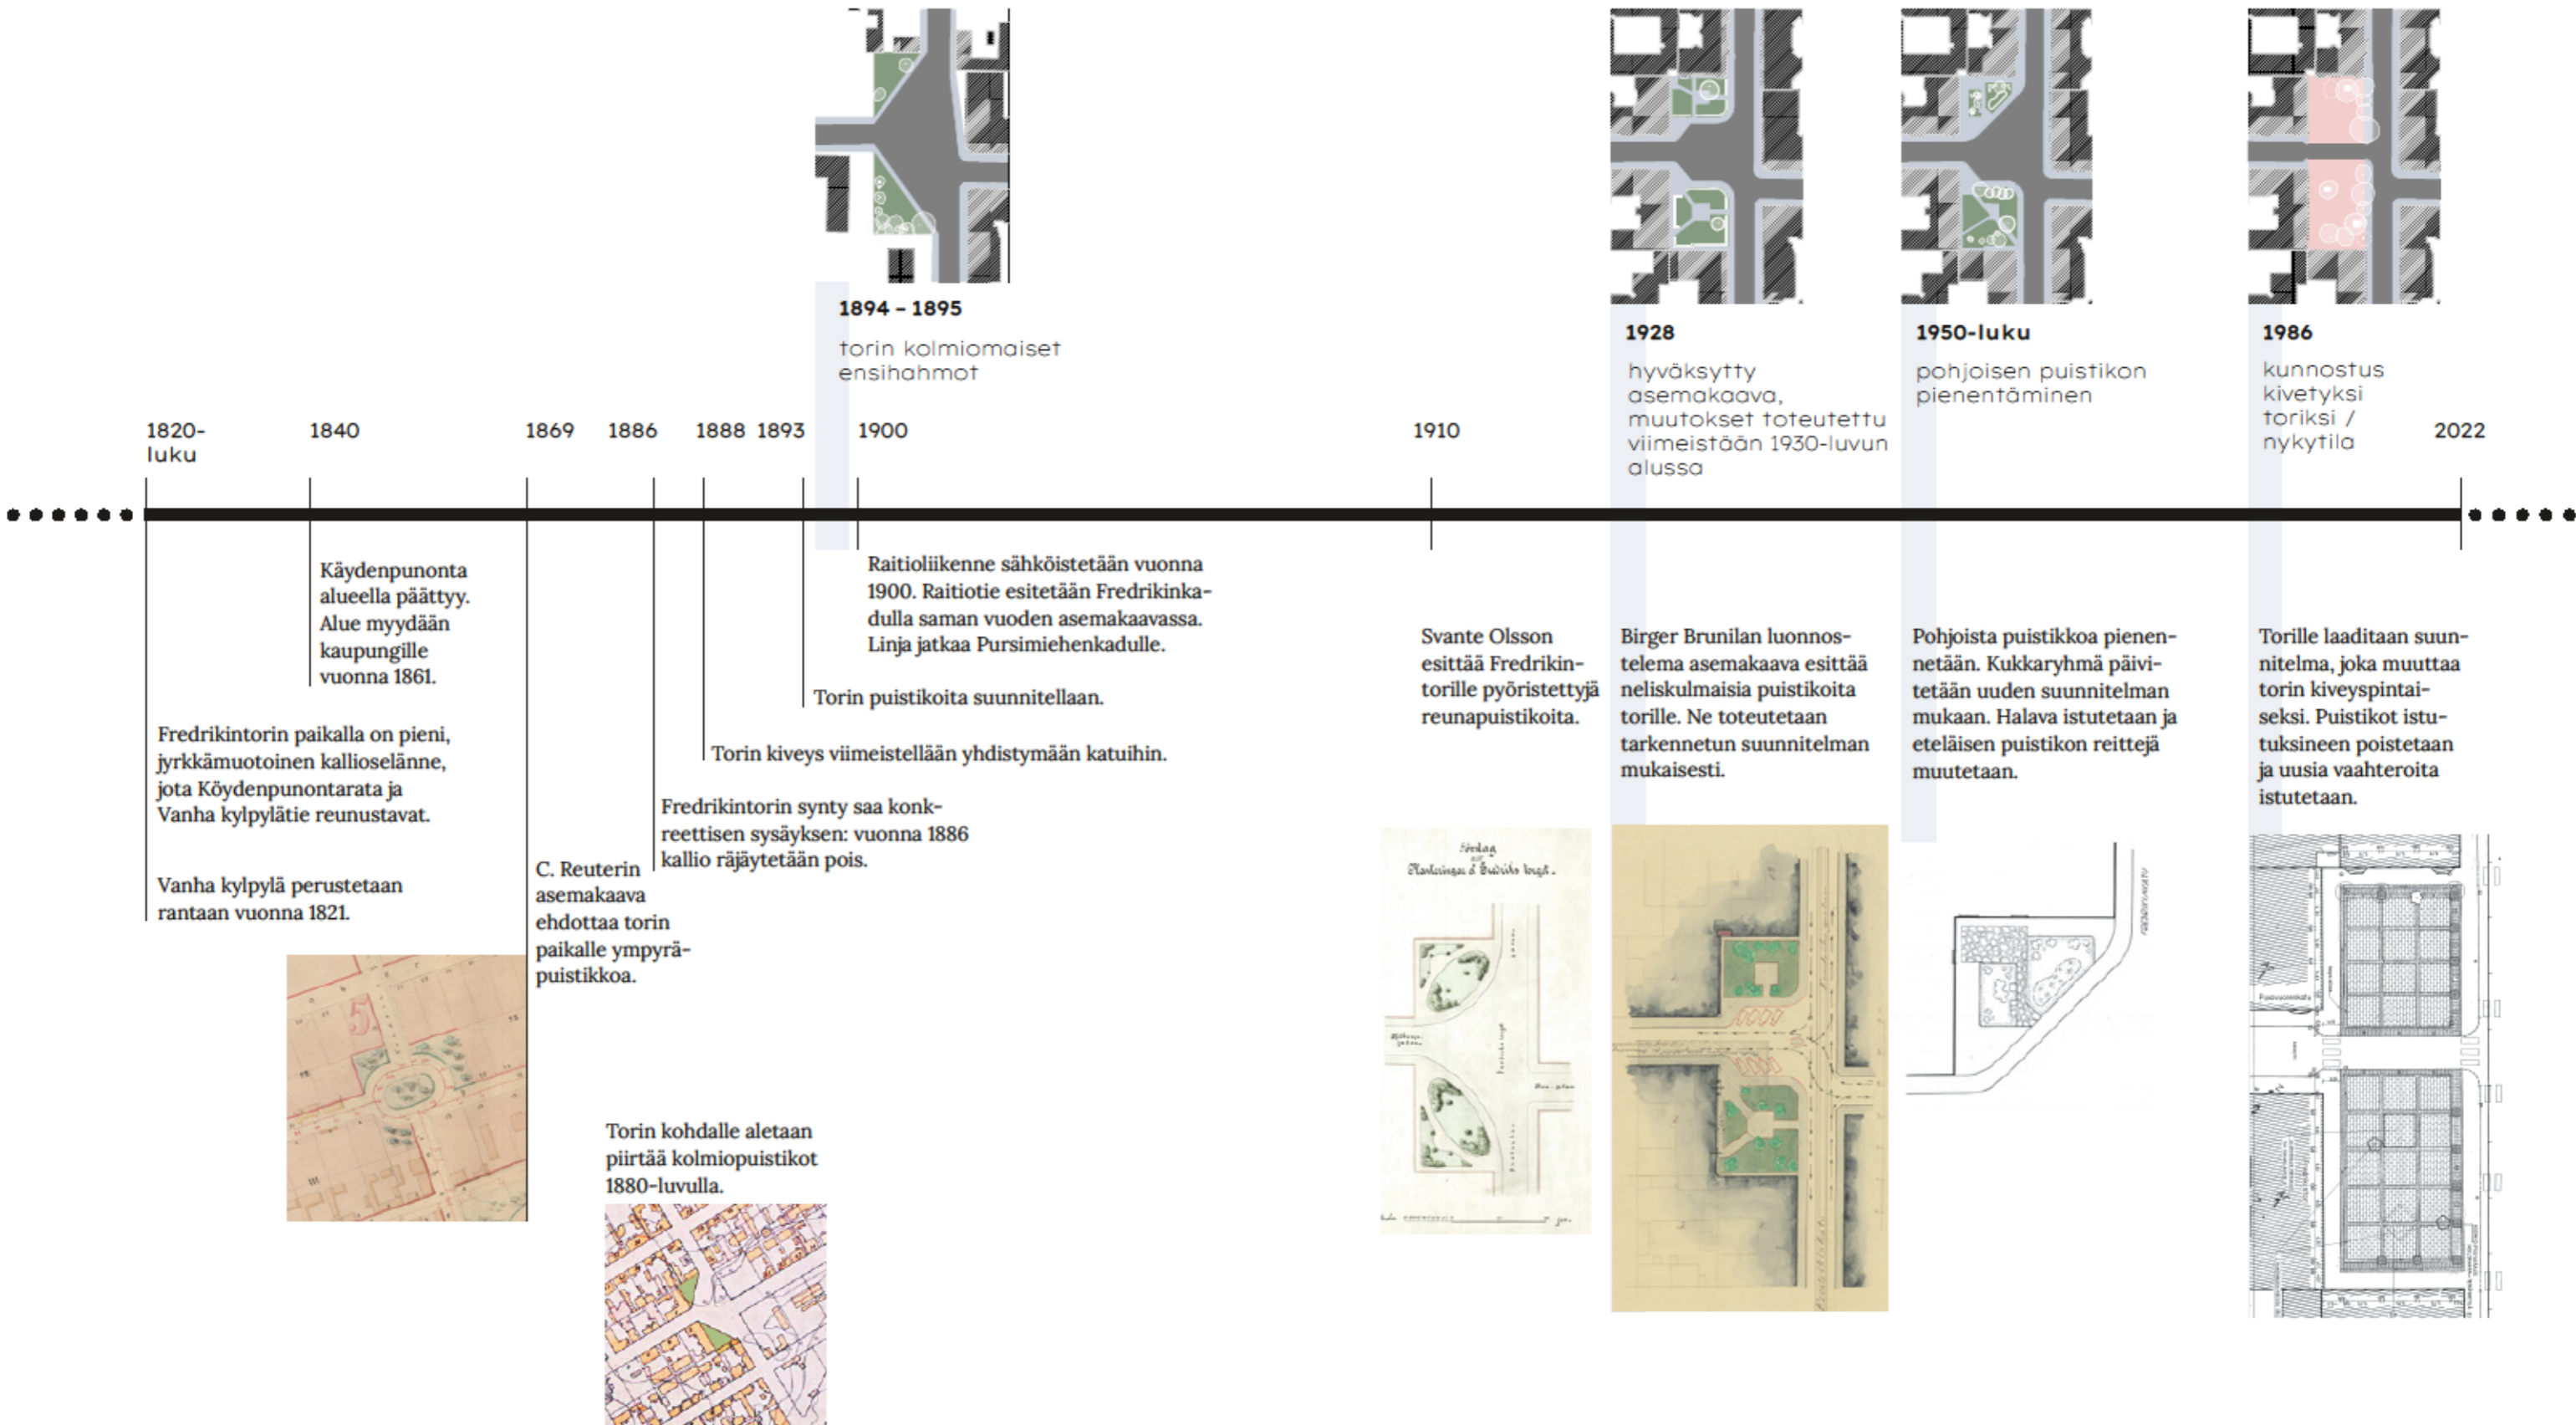 1894 – 1895
torin kolmiomaiset
ensihahmot
1928
hyväksytty
asemakaava,
muutokset toteutettu
viimeistään 1930-luvun
alussa
1950-luku
pohjoisen puistikon
pienentäminen
1986
kunnostus
kivetyksi
toriksi /
nykytila
1820-
luku
1840
1869
1886
1888
1893
1900
1910
2022
Käydenpunonta
alueella päättyy.
Alue myydään
kaupungille
vuonna 1861.
Fredrikintorin paikalla on pieni,
jyrkkämuotoinen kallioselänne,
jota Köydenpunontarata ja
Vanha kylpylätie reunustavat.
Vanha kylpylä perustetaan
rantaan vuonna 1821.
C. Reuterin
asemakaava
ehdottaa torin
paikalle ympyrä-
puistikkoa.
Fredrikintorin synty saa konk-
reettisen sysäyksen: vuonna 1886
kallio räjäytetään pois.
Torin kiveys viimeistellään yhdistymään katuihin.
Torin puistikoita suunnitellaan.
Raitioliikenne sähköistetään vuonna
1900. Raitiotie esitetään Fredrikinka-
dulla saman vuoden asemakaavassa.
Linja jatkaa Pursimiehenkadulle.
Torin kohdalle aletaan
piirtää kolmiopuistikot
1880-luvulla.
Svante Olsson
esittää Fredrikin-
torille pyöristettyjä
reunapuistikoita.
Birger Brunilan luonnos-
telema asemakaava esittää
neliskulmaisia puistikoita
torille. Ne toteutetaan
tarkennetun suunnitelman
mukaisesti.
Pohjoista puistikkoa pienen-
netään. Kukkaryhmä päivi-
tetään uuden suunnitelman
mukaan. Halava istutetaan ja
eteläisen puistikon reittejä
muutetaan.
Torille laaditaan suun-
nitelma, joka muuttaa
torin kiveyspintai-
seksi. Puistikot istu-
tuksineen poistetaan
ja uusia vaahteroita
istutetaan.
5
III
Förslag